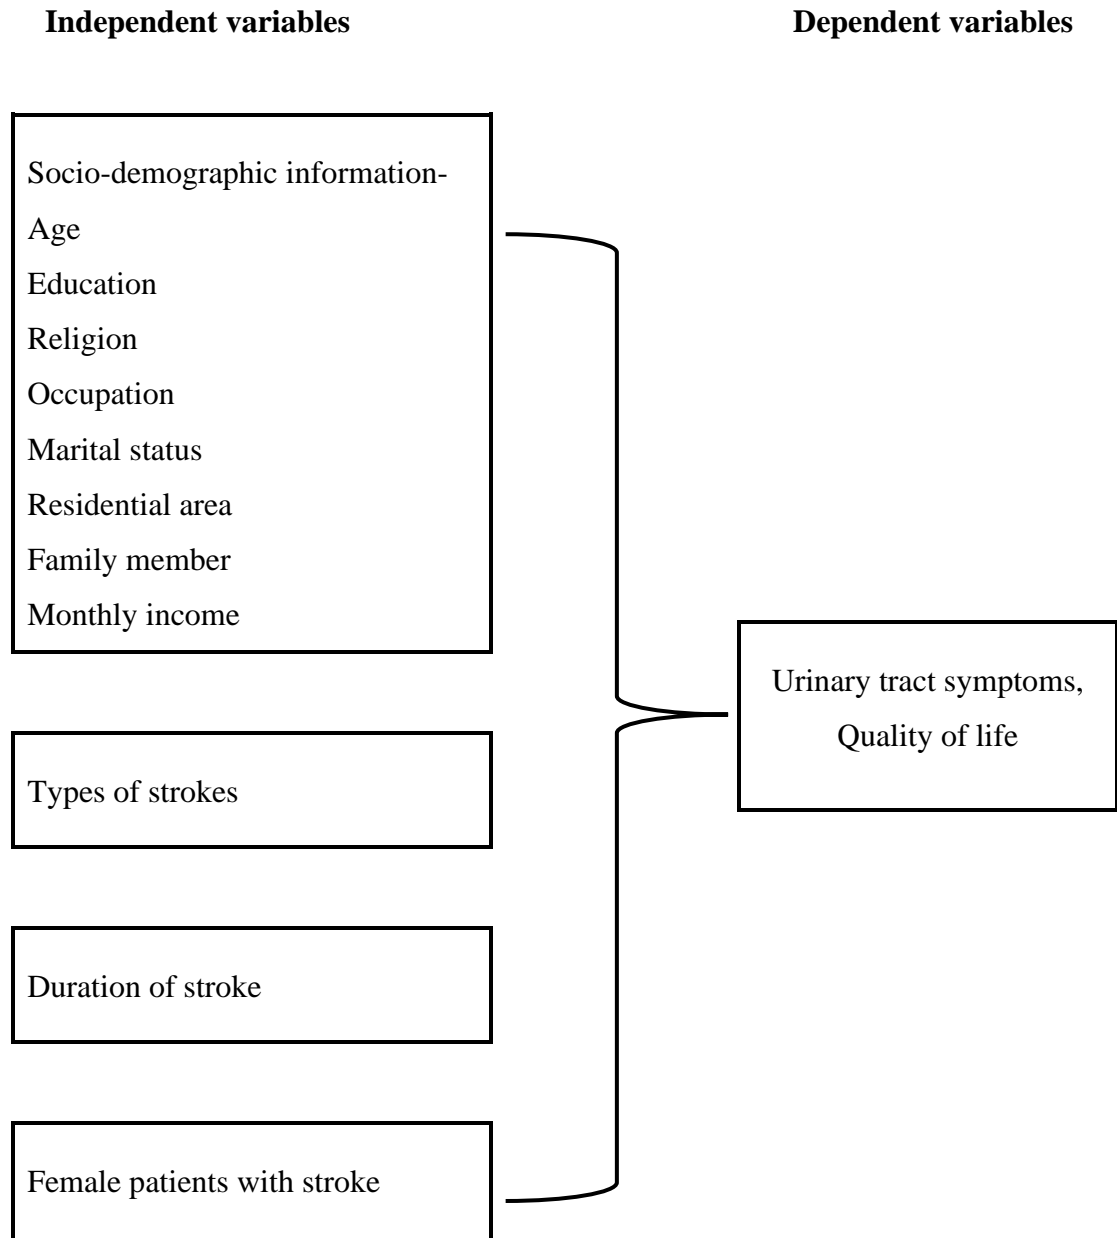 Independent variables
Dependent variables
Socio-demographic information-
Age
Education
Religion
Occupation
Marital status
Residential area
Family member
Monthly income
Types of strokes
Duration of stroke
Female patients with stroke
Urinary tract symptoms,
Quality of life